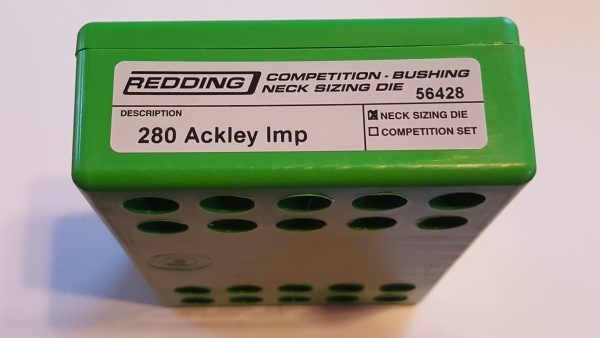 REDDING COMPETITION - BUSHING
NECK SIZING DIE 56428
DESCRIPTION
280 Ackley Imp
NECK SIZING DIE
COMPETITION SET